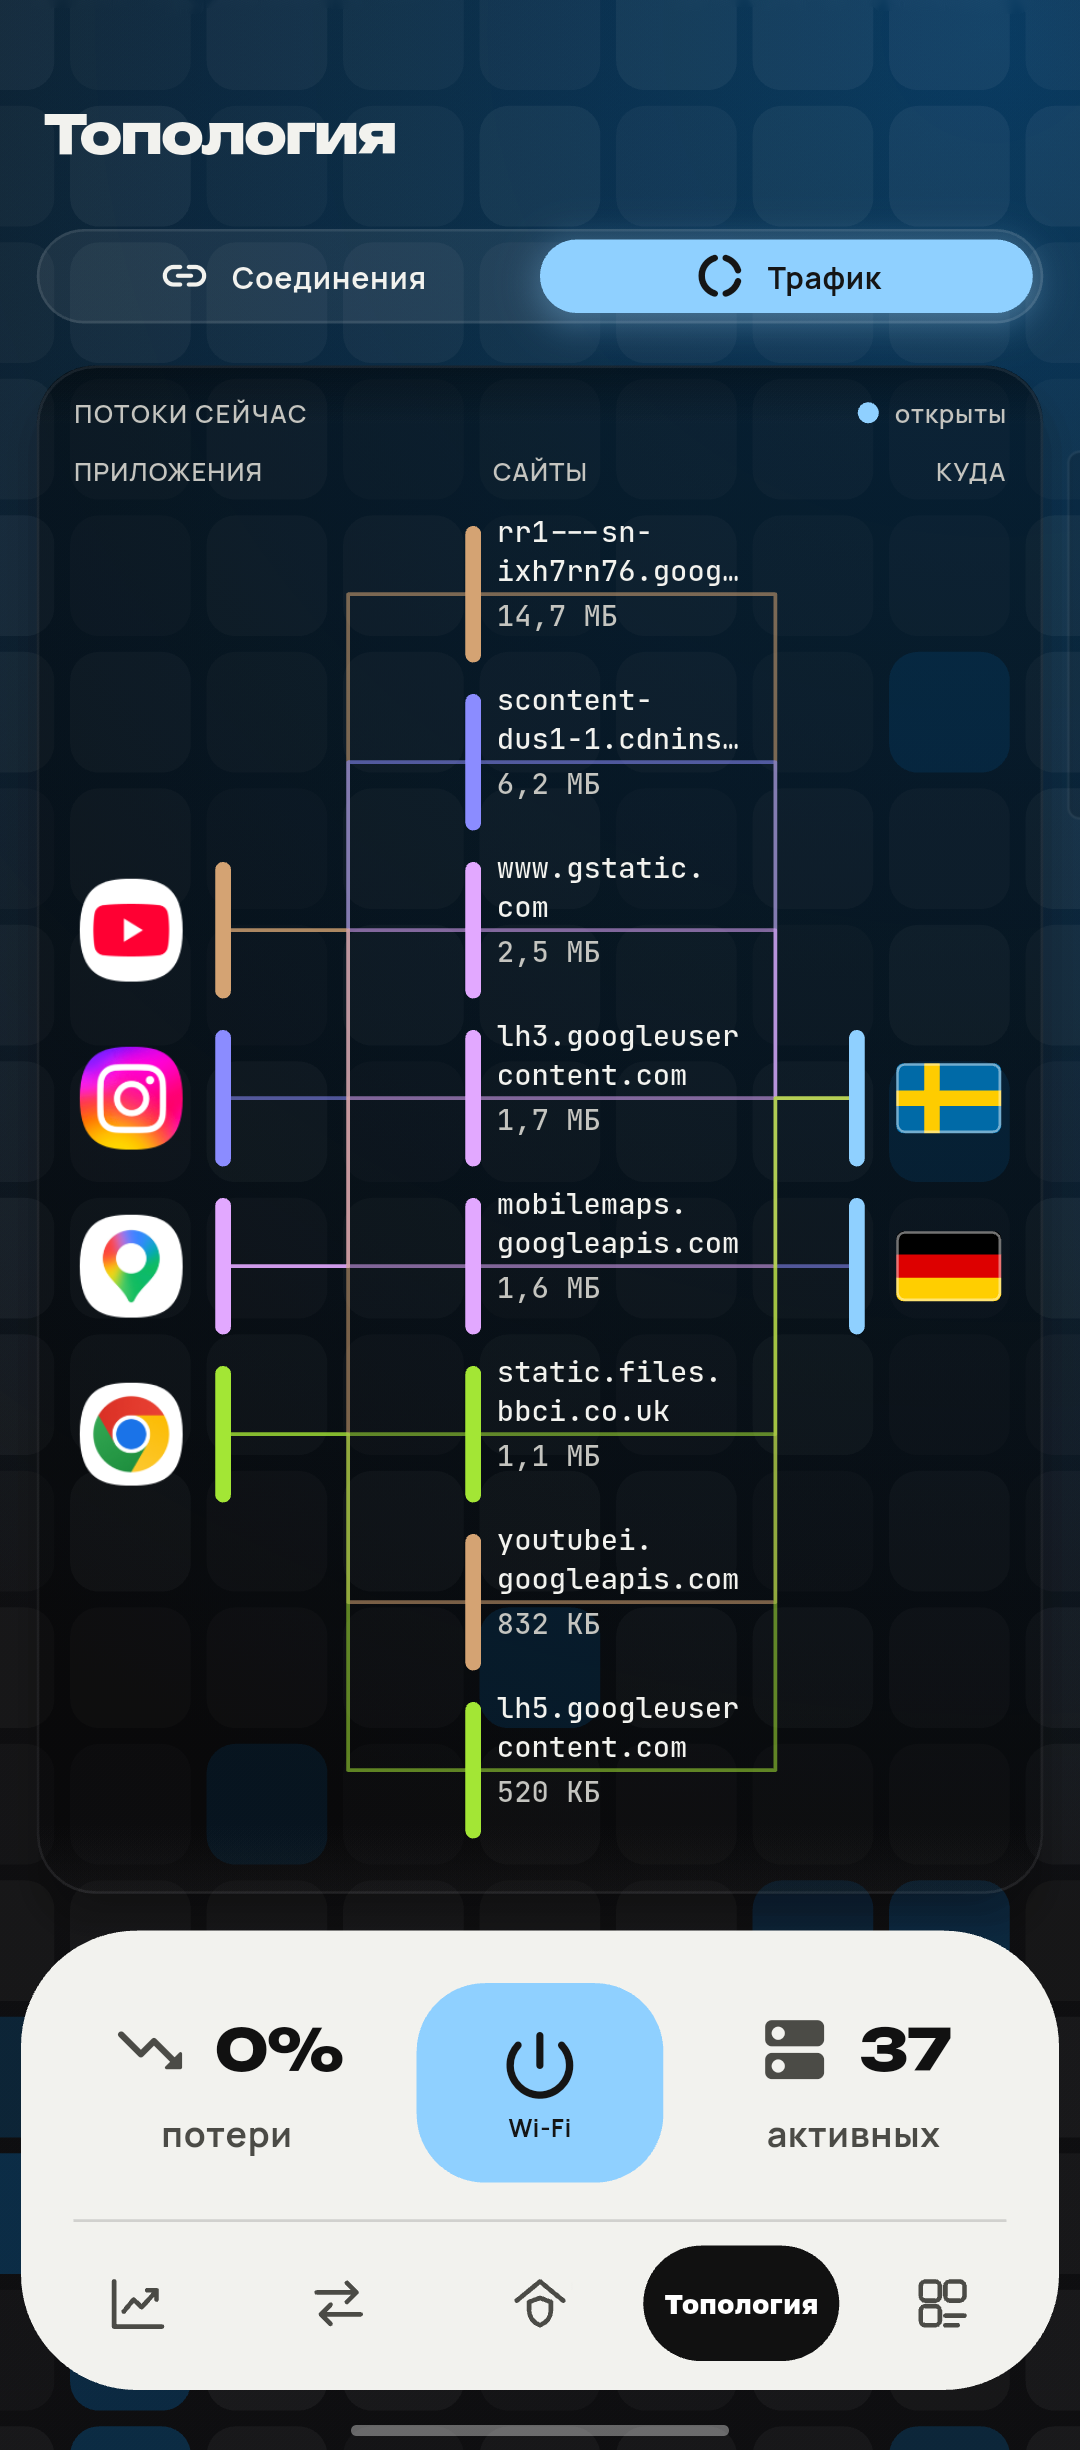 Топология
Соединения
Трафик
ПОТОКИ СЕЙЧАС
открыты
ПРИЛОЖЕНИЯ
САЙТЫ
КУДА
rr1---sn-
ixh7rn76.goog…
14,7 МБ
scontent-
dus1-1.cdnins…
6,2 МБ
www.gstatic.
com
2,5 МБ
lh3.googleuser
content.com
1,7 МБ
mobilemaps.
googleapis.com
1,6 МБ
static.files.
bbci.co.uk
1,1 МБ
youtubei.
googleapis.com
832 КБ
lh5.googleuser
content.com
520 КБ
0%
потери
Wi-Fi
37
активных
Топология